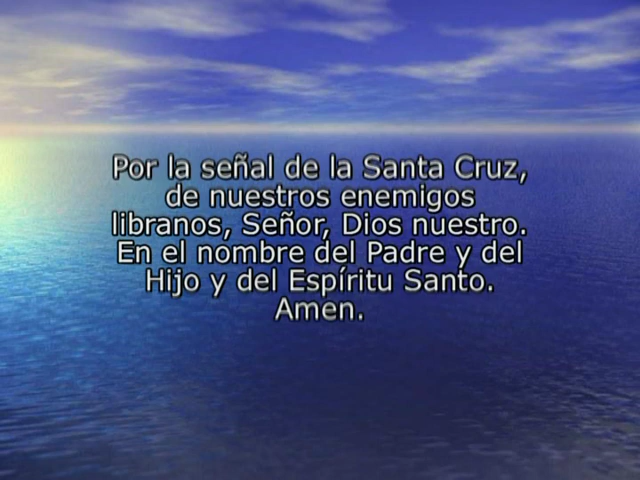 Por la señal de la Santa Cruz,
de nuestros enemigos
libranos, Señor, Dios nuestro.
En el nombre del Padre y del
Hijo y del Espíritu Santo.
Amen.